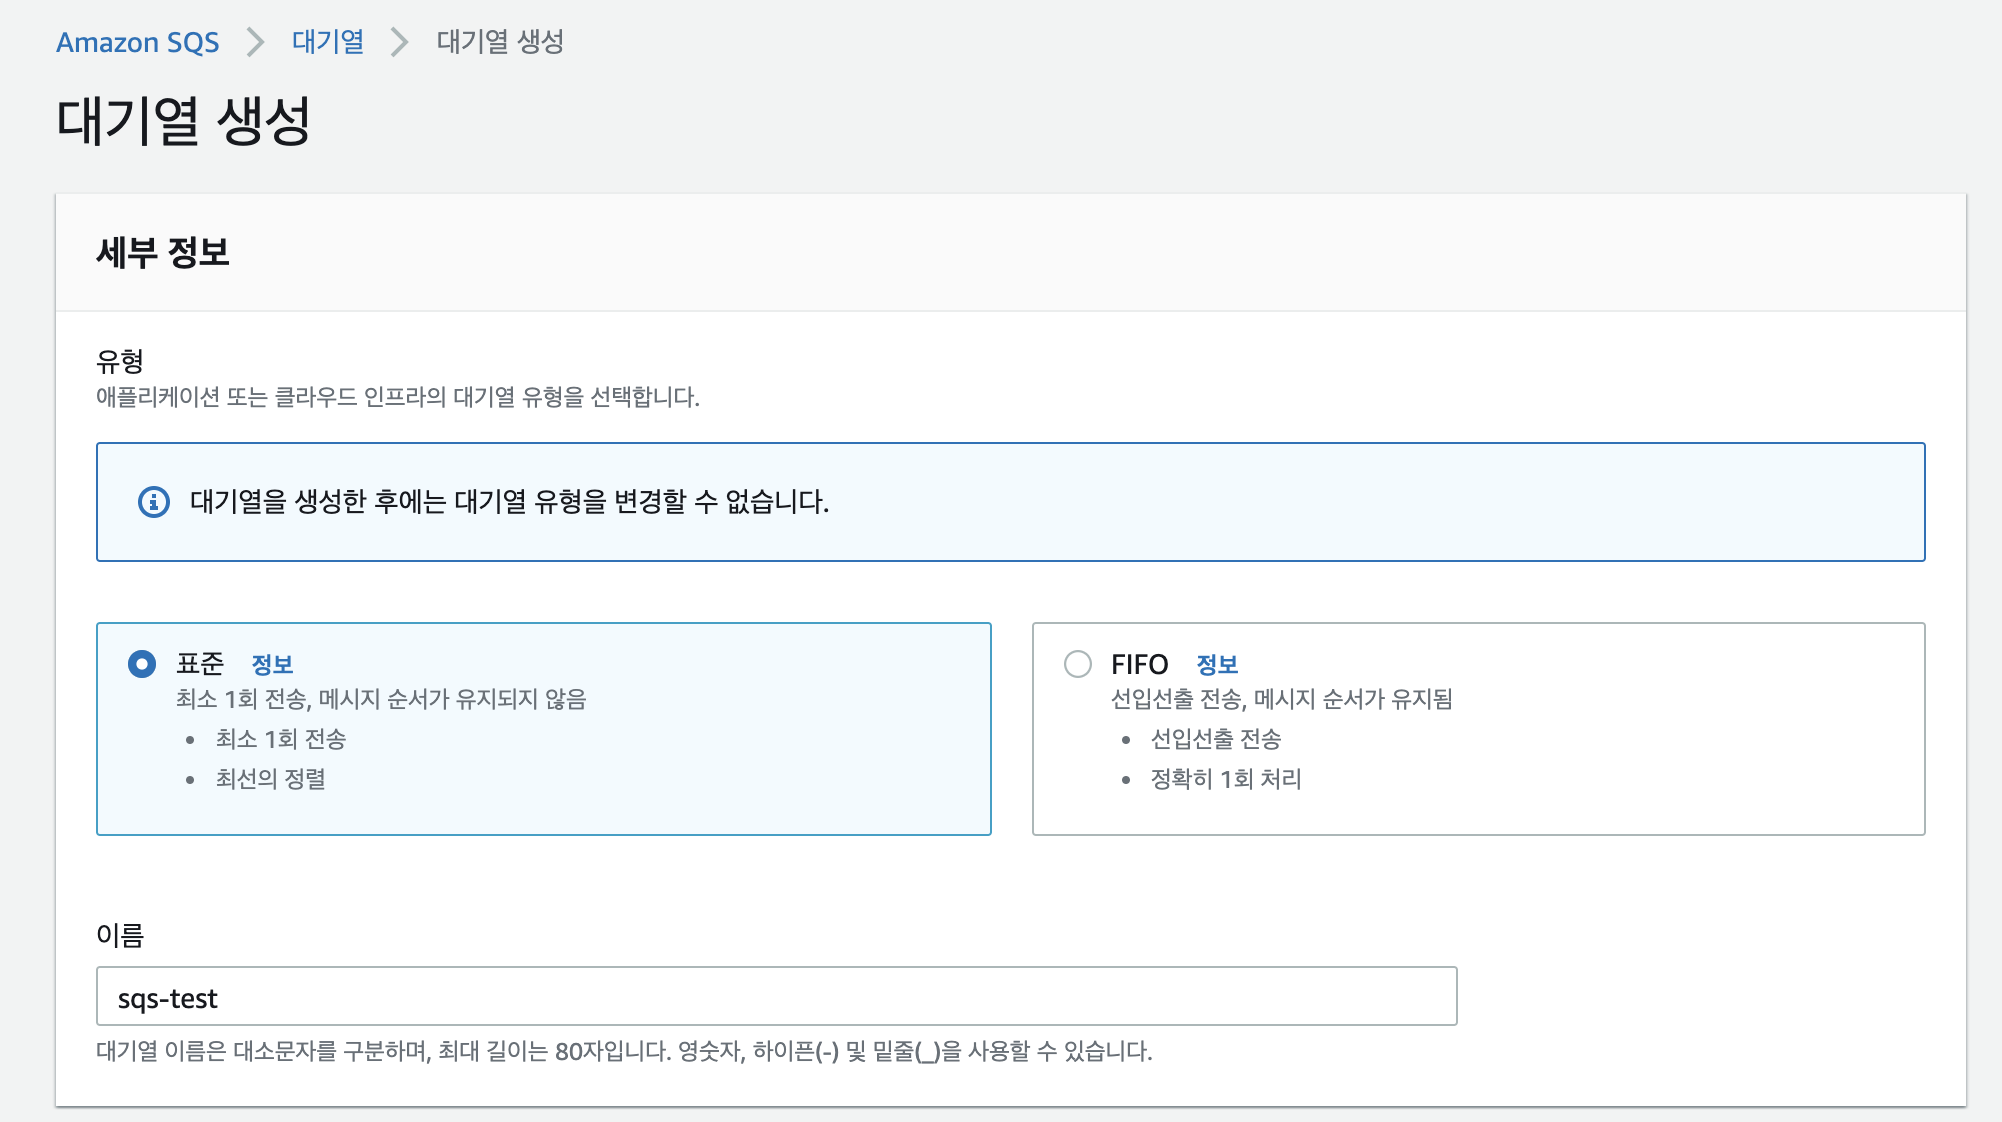 Amazon SQS > 대기열 > 대기열 생성
대기열 생성
세부 정보
유형
애플리케이션 또는 클라우드 인프라의 대기열 유형을 선택합니다.
대기열을 생성한 후에는 대기열 유형을 변경할 수 없습니다.
표준 정보
최소 1회 전송, 메시지 순서가 유지되지 않음
• 최소 1회 전송
• 최선의 정렬
FIFO 정보
선입선출 전송, 메시지 순서가 유지됨
• 선입선출 전송
• 정확히 1회 처리
이름
sqs-test
대기열 이름은 대소문자를 구분하며, 최대 길이는 80자입니다. 영숫자, 하이픈(-) 및 밑줄(_)을 사용할 수 있습니다.